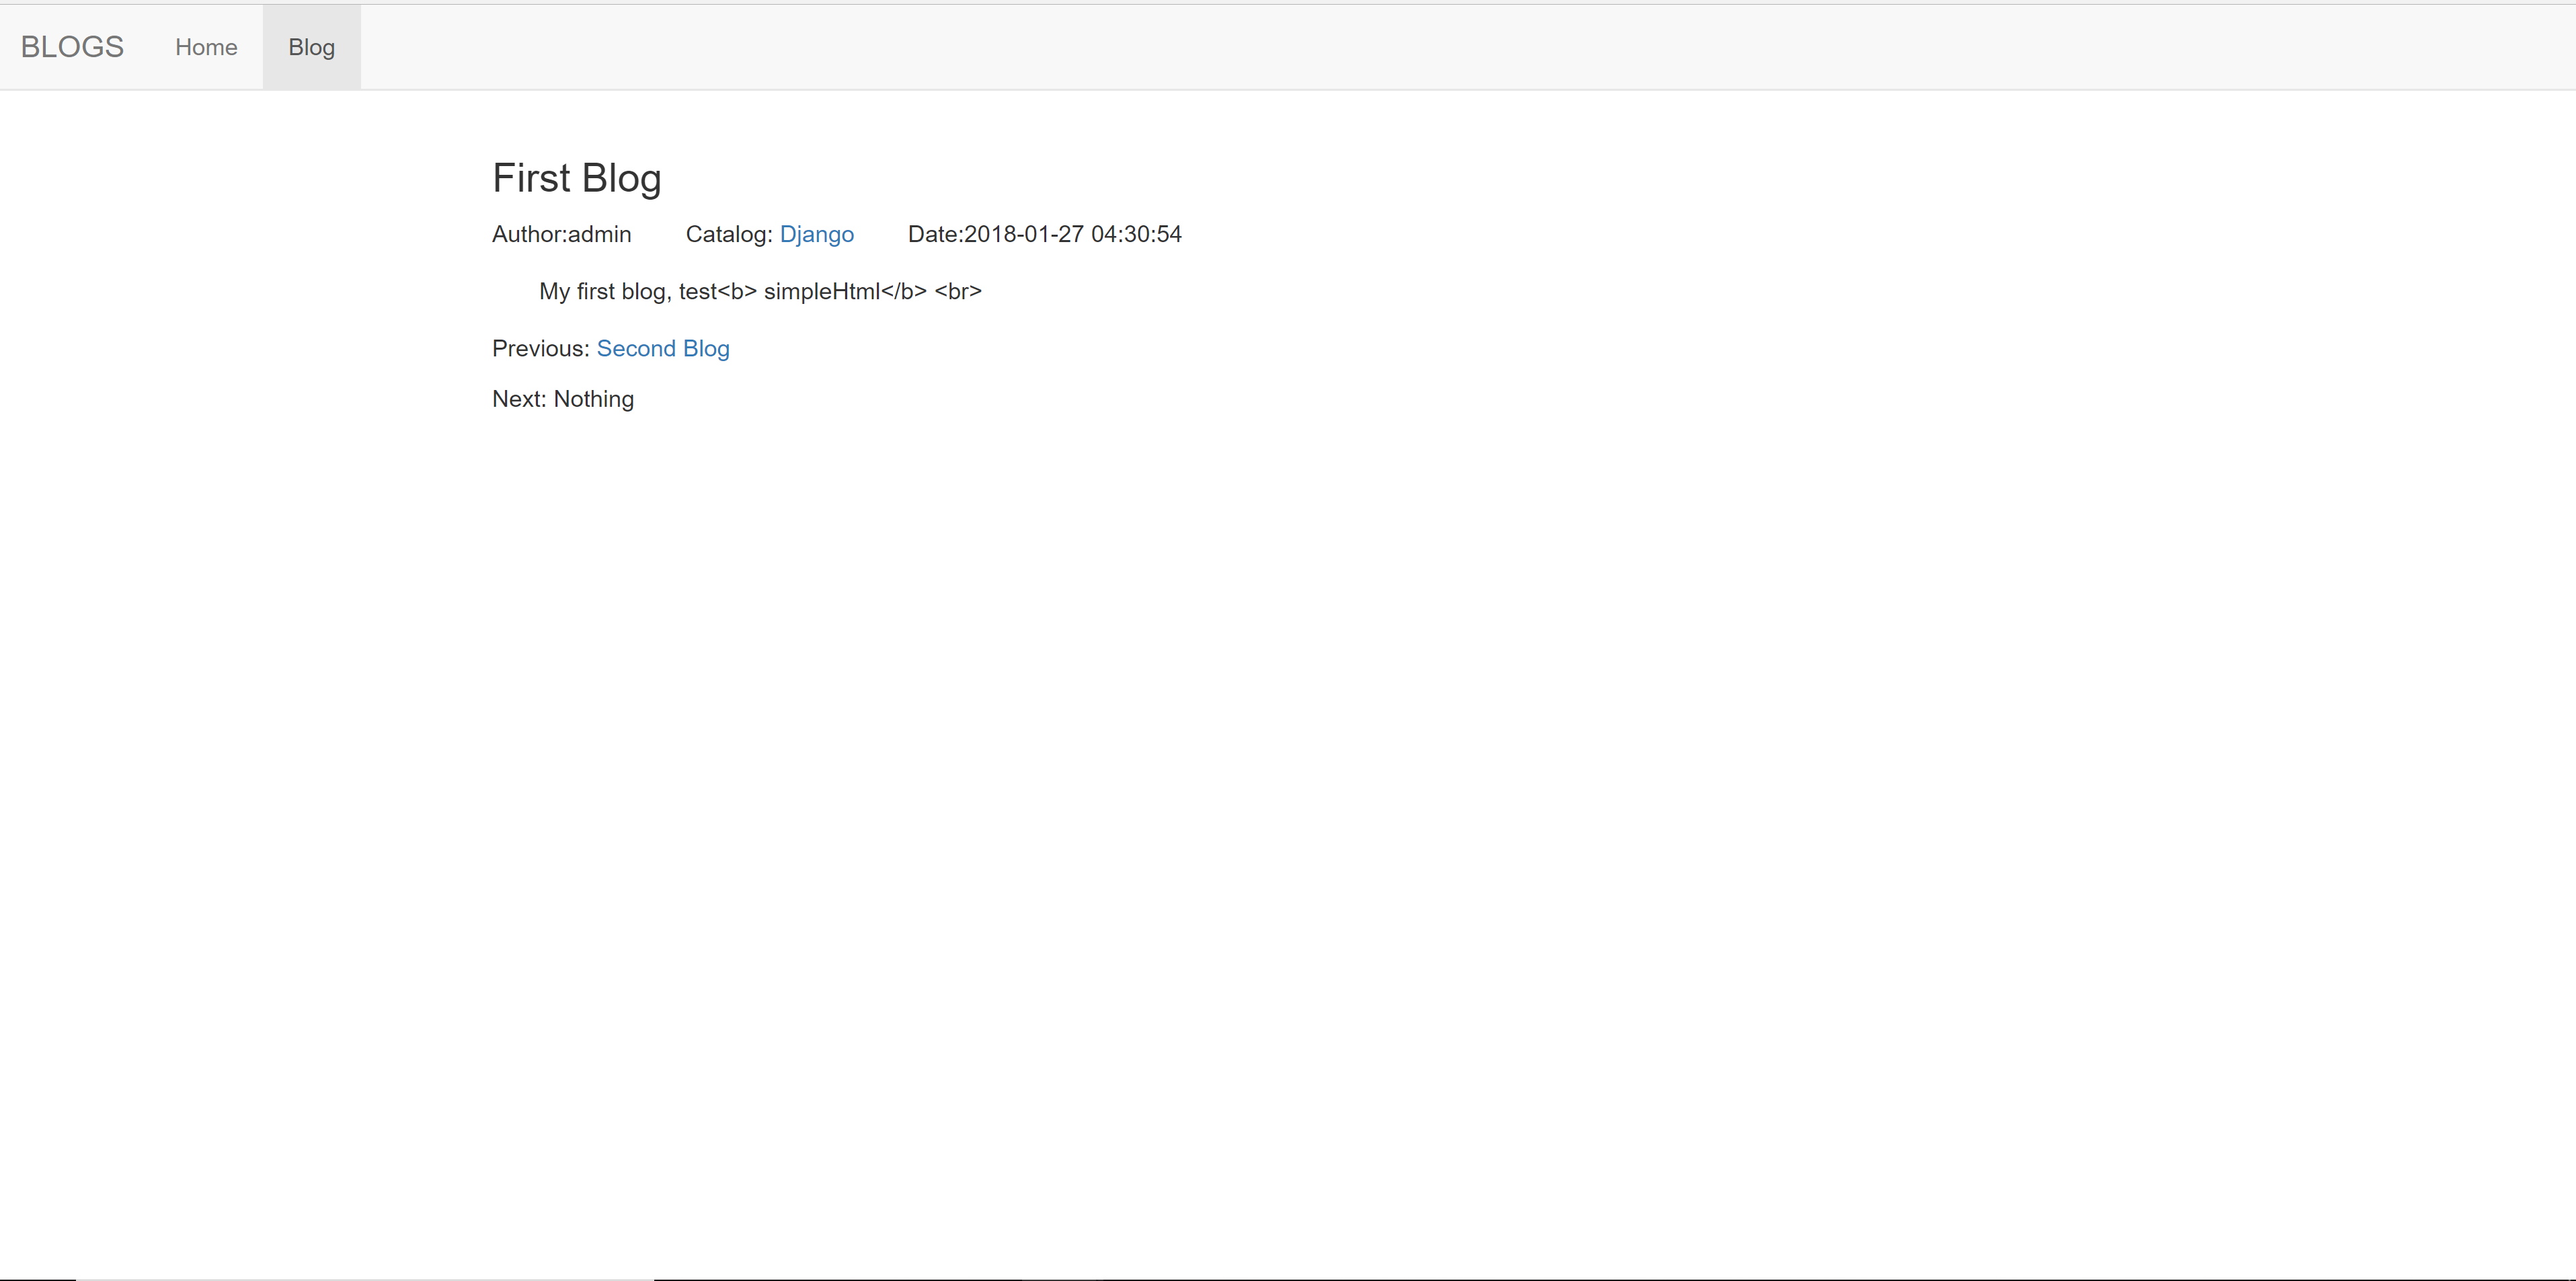 BLOGS Home Blog
First Blog
Author:admin Catalog: Django Date:2018-01-27 04:30:54
My first blog, test<b> simpleHtml</b> <br>
Previous: Second Blog
Next: Nothing